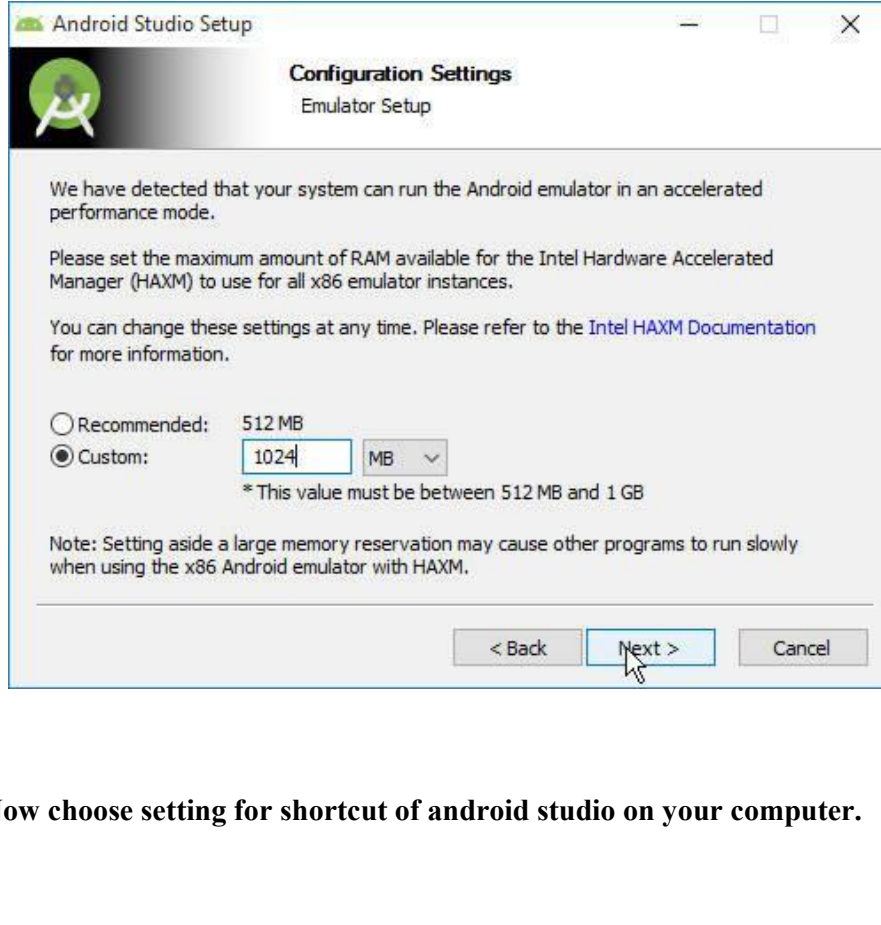 Android Studio Setup
Configuration Settings
Emulator Setup
We have detected that your system can run the Android emulator in an accelerated
performance mode.
Please set the maximum amount of RAM available for the Intel Hardware Accelerated
Manager (HAXM) to use for all x86 emulator instances.
You can change these settings at any time. Please refer to the Intel HAXM Documentation
for more information.
Recommended: 512 MB
Custom: 1024 MB
* This value must be between 512 MB and 1 GB
Note: Setting aside a large memory reservation may cause other programs to run slowly
when using the x86 Android emulator with HAXM.
< Back Next > Cancel
choose setting for shortcut of android studio on your computer.